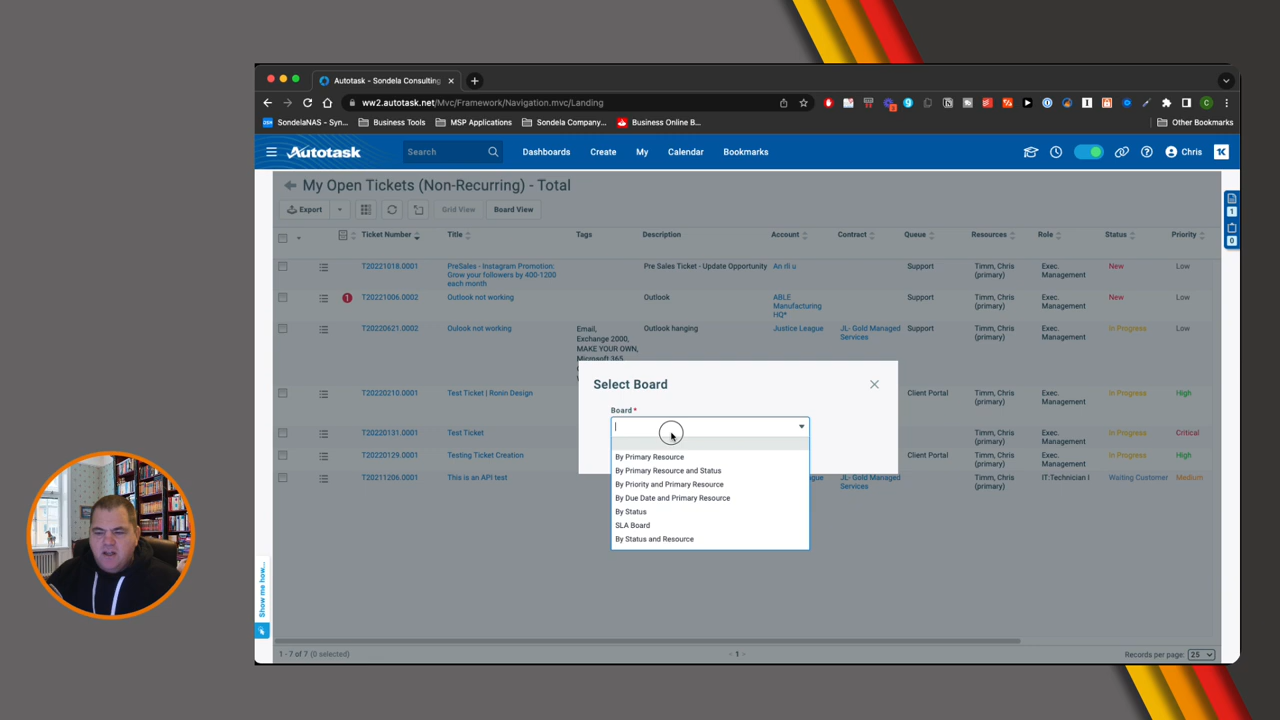 Autotask - Sondela Consulting
ww2.autotask.net/Mvc/Framework/Navigation.mvc/Landing
SondelaNAS - Syn... Business Tools MSP Applications Sondela Company... Business Online B... Other Bookmarks
Autotask Search Dashboards Create My Calendar Bookmarks Chris
My Open Tickets (Non-Recurring) - Total
Export Grid View Board View
Ticket Number Title Tags Description Account Contract Queue Resources Role Status Priority
T20221018.0001 PreSales - Instagram Promotion: Grow your followers by 400-1200 each month Pre Sales Ticket - Update Opportunity An rli u Support Timm, Chris (primary) Exec. Management New Low
1 T20221006.0002 Outlook not working Outlook ABLE Manufacturing HQ* Support Timm, Chris (primary) Exec. Management New Low
T20220621.0002 Oulook not working Email, Exchange 2000, MAKE YOUR OWN, Microsoft 365, Outlook hanging Justice League JL- Gold Managed Services Support Timm, Chris (primary) Exec. Management In Progress Low
T20220210.0001 Test Ticket | Ronin Design Client Portal Timm, Chris (primary) Exec. Management In Progress High
T20220131.0001 Test Ticket Timm, Chris (primary) Exec. Management In Progress Critical
T20220129.0001 Testing Ticket Creation Client Portal Timm, Chris (primary) Exec. Management In Progress High
T20211206.0001 This is an API test JL- Gold Managed Services Timm, Chris (primary) IT:Technician I Waiting Customer Medium
Select Board
Board*
By Primary Resource
By Primary Resource and Status
By Priority and Primary Resource
By Due Date and Primary Resource
By Status
SLA Board
By Status and Resource
1
0
Show me how...
1 - 7 of 7 (0 selected) < 1 > Records per page: 25